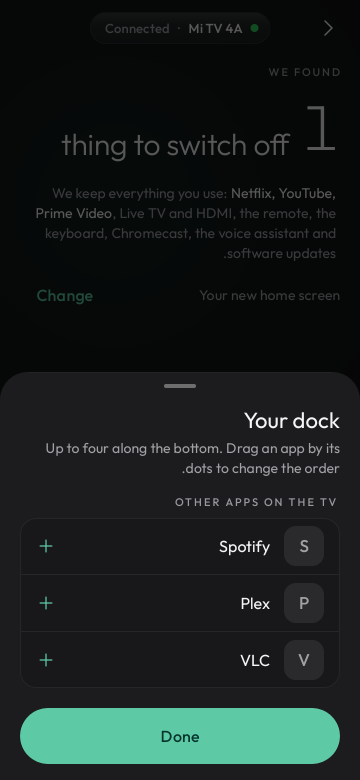 Connected · Mi TV 4A
WE FOUND
1 thing to switch off
We keep everything you use: Netflix, YouTube,
Prime Video, Live TV and HDMI, the remote, the
keyboard, Chromecast, the voice assistant and
.software updates
Your new home screen
Change
Your dock
Up to four along the bottom. Drag an app by its
.dots to change the order
OTHER APPS ON THE TV
S Spotify +
P Plex +
V VLC +
Done